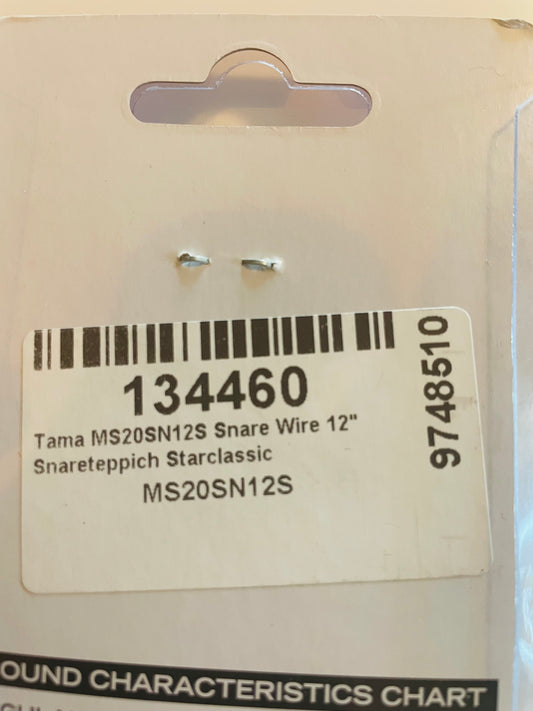 134460
Tama MS20SN12S Snare Wire 12"
Snareteppich Starclassic
MS20SN12S
9748510
OUND CHARACTERISTICS CHART